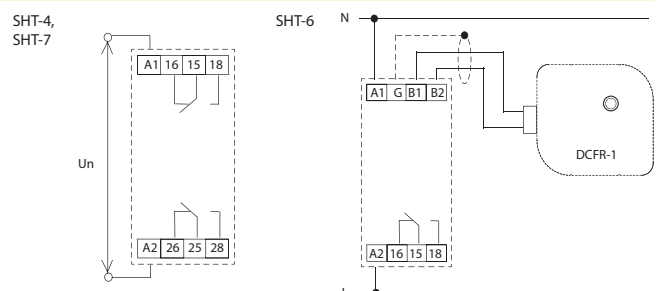 SHT-4,
SHT-7
A1 16 15 18
Un
A2 26 25 28
SHT-6
N
A1 G B1 B2
DCFR-1
A2 16 15 18